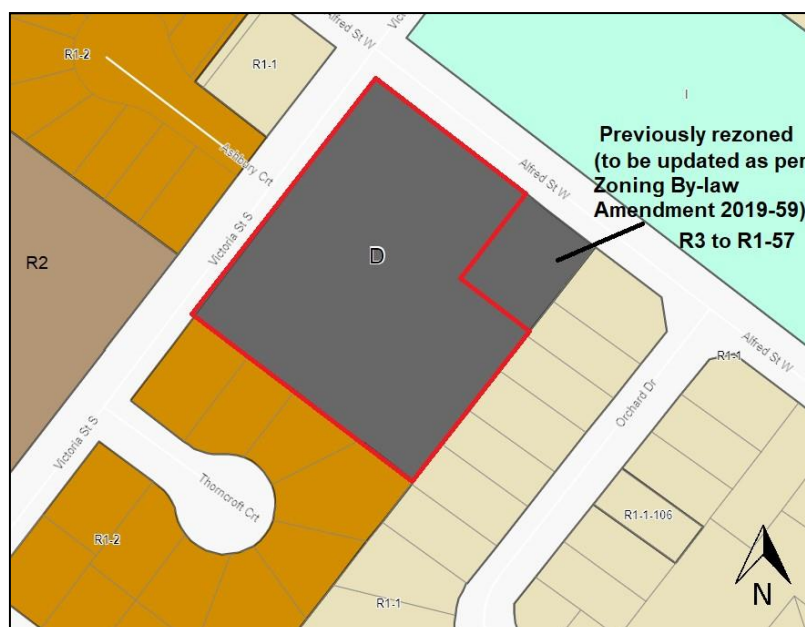 Alfred St W
Vic
R1-2
R1-1
I
Ashbury Crt
Alfred St W
Previously rezoned
(to be updated as per
Zoning By-law
Amendment 2019-59)
R3 to R1-57
Victoria St S
D
R2
Alfred St W
R1-1
Orchard Dr
Victoria St S
Thorncroft Crt
R1-1-106
R1-2
R1-1
N